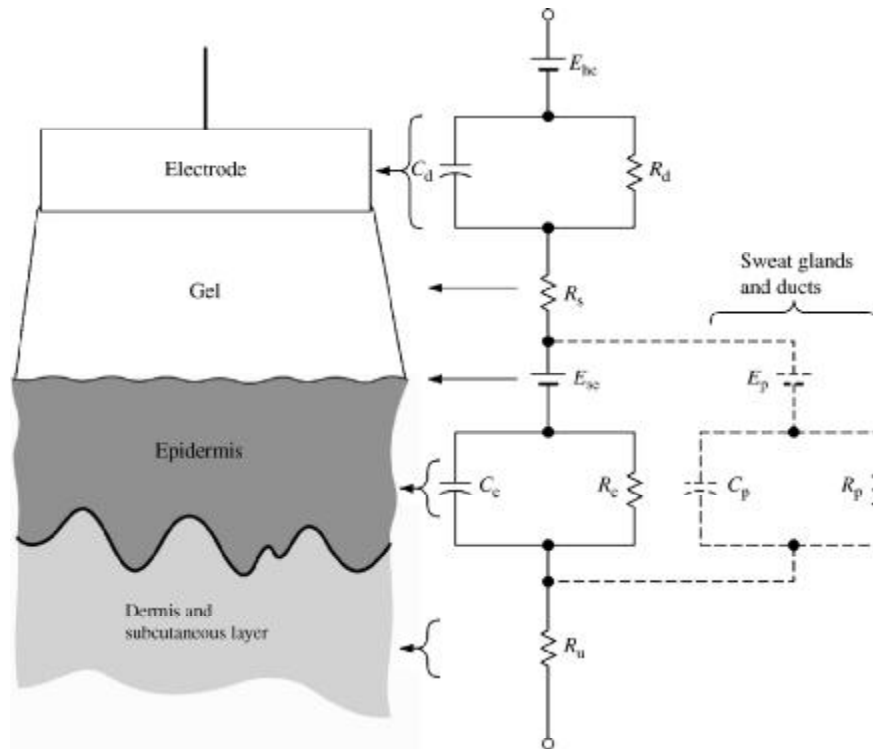 E_hc
Electrode
C_d
R_d
Gel
R_s
Sweat glands
and ducts
E_se
E_p
Epidermis
C_e
R_e
C_p
R_p
Dermis and
subcutaneous layer
R_u